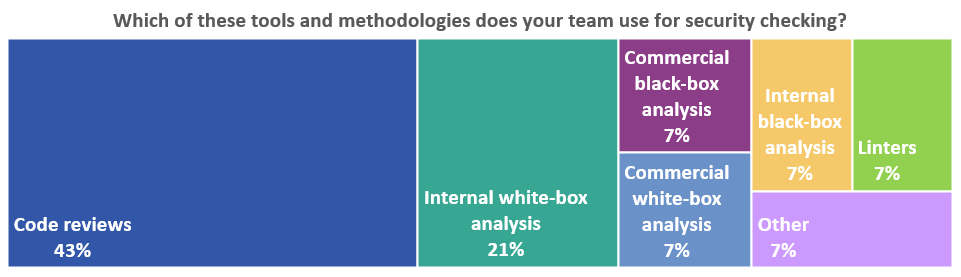 Which of these tools and methodologies does your team use for security checking?
Code reviews
43%
Internal white-box
analysis
21%
Commercial
black-box
analysis
7%
Commercial
white-box
analysis
7%
Internal
black-box
analysis
7%
Linters
7%
Other
7%